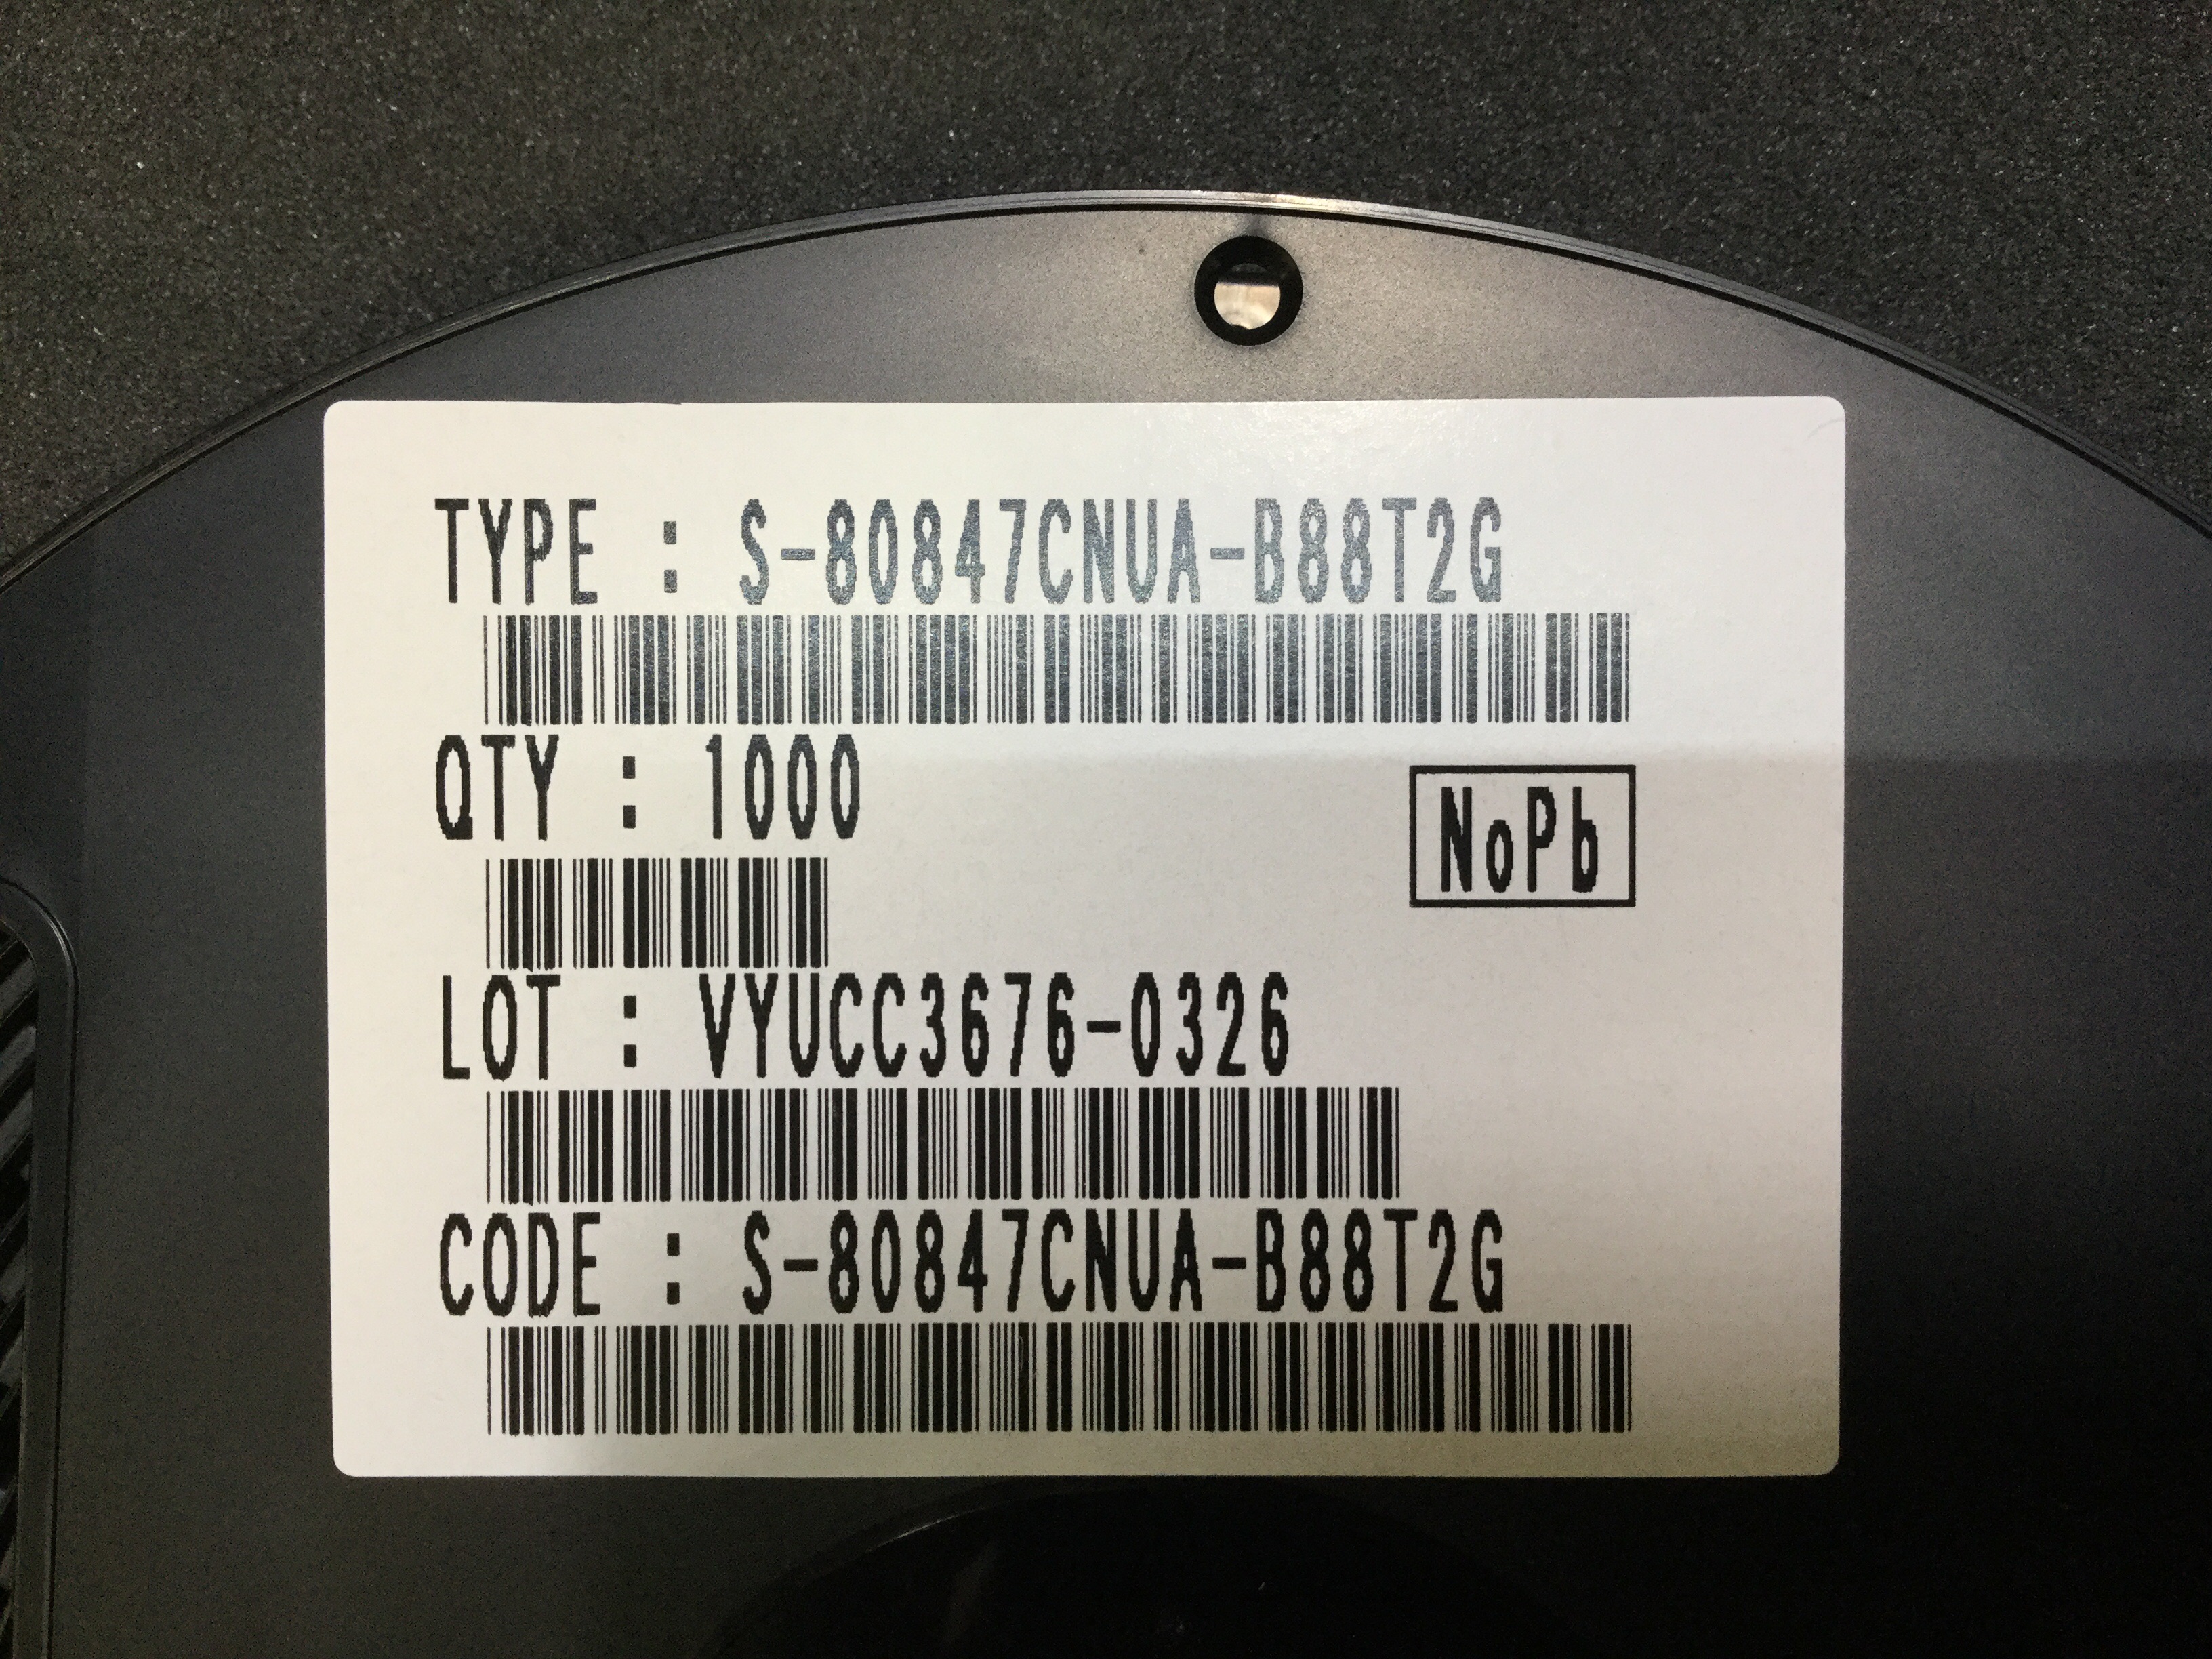 TYPE : S-80847CNUA-B88T2G
QTY : 1000
NoPb
LOT : VYUCC3676-0326
CODE : S-80847CNUA-B88T2G